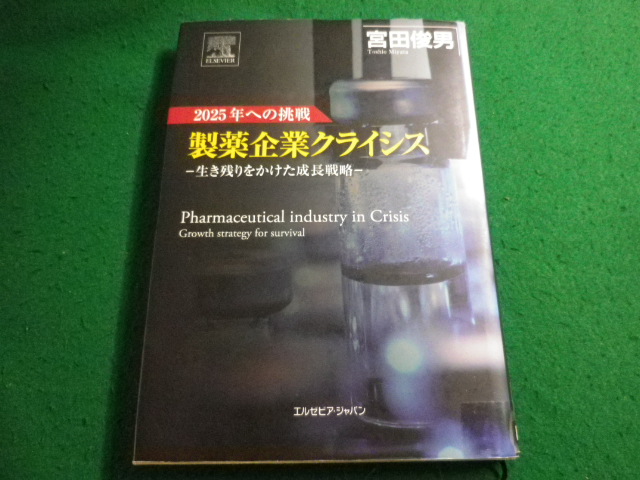 ELSEVIER
宮田俊男
Toshio Miyata
2025年への挑戦
製薬企業クライシス
−生き残りをかけた成長戦略−
Pharmaceutical industry in Crisis
Growth strategy for survival
エルゼビア・ジャパン